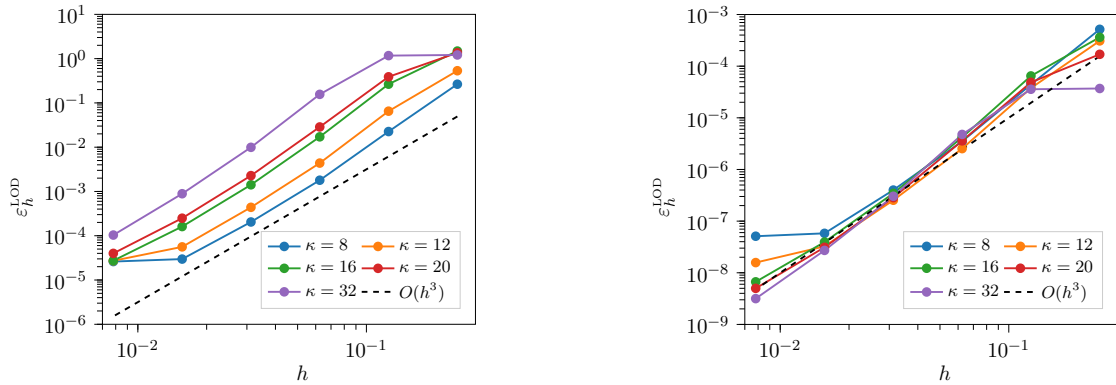 10^1
10^0
10^{-1}
10^{-2}
10^{-3}
10^{-4}
10^{-5}
10^{-6}
ε_h^{LOD}
κ = 8 κ = 12
κ = 16 κ = 20
κ = 32 O(h^3)
10^{-2} 10^{-1}
h
10^{-3}
10^{-4}
10^{-5}
10^{-6}
10^{-7}
10^{-8}
10^{-9}
ε_h^{LOD}
κ = 8 κ = 12
κ = 16 κ = 20
κ = 32 O(h^3)
10^{-2} 10^{-1}
h